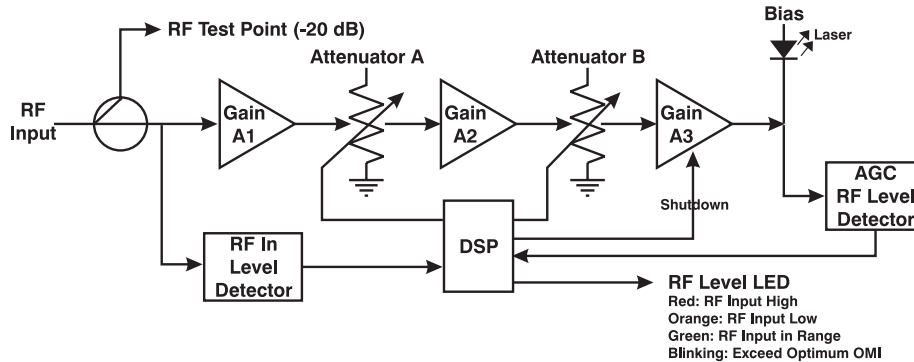 RF Test Point (-20 dB)
Bias
Laser
Attenuator A
Attenuator B
RF
Input
Gain
A1
Gain
A2
Gain
A3
Shutdown
AGC
RF Level
Detector
RF In
Level
Detector
DSP
RF Level LED
Red: RF Input High
Orange: RF Input Low
Green: RF Input in Range
Blinking: Exceed Optimum OMI